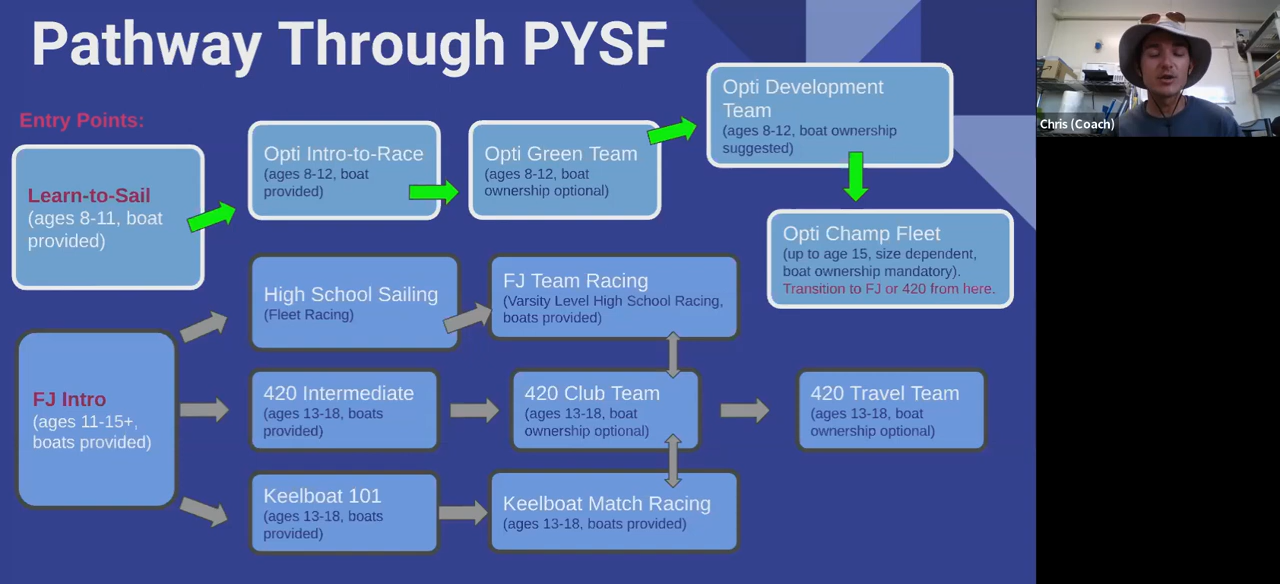 Pathway Through PYSF
Entry Points:
Learn-to-Sail
(ages 8-11, boat
provided)
Opti Intro-to-Race
(ages 8-12, boat
provided)
Opti Green Team
(ages 8-12, boat
ownership optional)
Opti Development
Team
(ages 8-12, boat ownership
suggested)
Opti Champ Fleet
(up to age 15, size dependent,
boat ownership mandatory).
Transition to FJ or 420 from here.
FJ Intro
(ages 11-15+,
boats provided)
High School Sailing
(Fleet Racing)
FJ Team Racing
(Varsity Level High School Racing,
boats provided)
420 Intermediate
(ages 13-18, boats
provided)
420 Club Team
(ages 13-18, boat
ownership optional)
420 Travel Team
(ages 13-18, boat
ownership optional)
Keelboat 101
(ages 13-18, boats
provided)
Keelboat Match Racing
(ages 13-18, boats provided)
Chris (Coach)